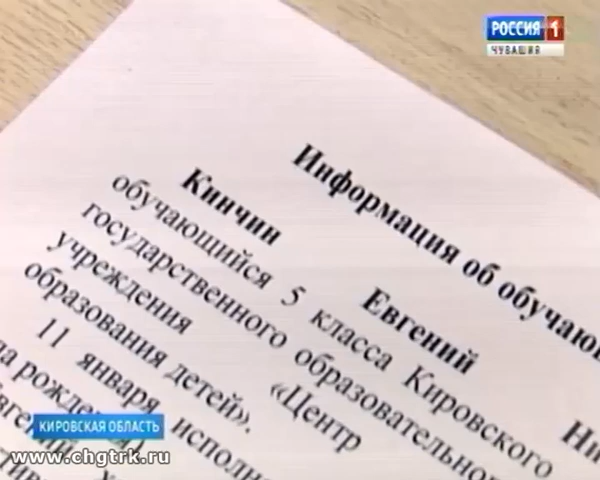 РОССИЯ 1
ЧУВАШИЯ
Информация об обучаю
Кинчин Евгений Ни
обучающийся 5 класса Кировского
государственного образовательно
учреждения «Центр
образования детей».
11 января исполн
рождения
КИРОВСКАЯ ОБЛАСТЬ
www.chgtrk.ru